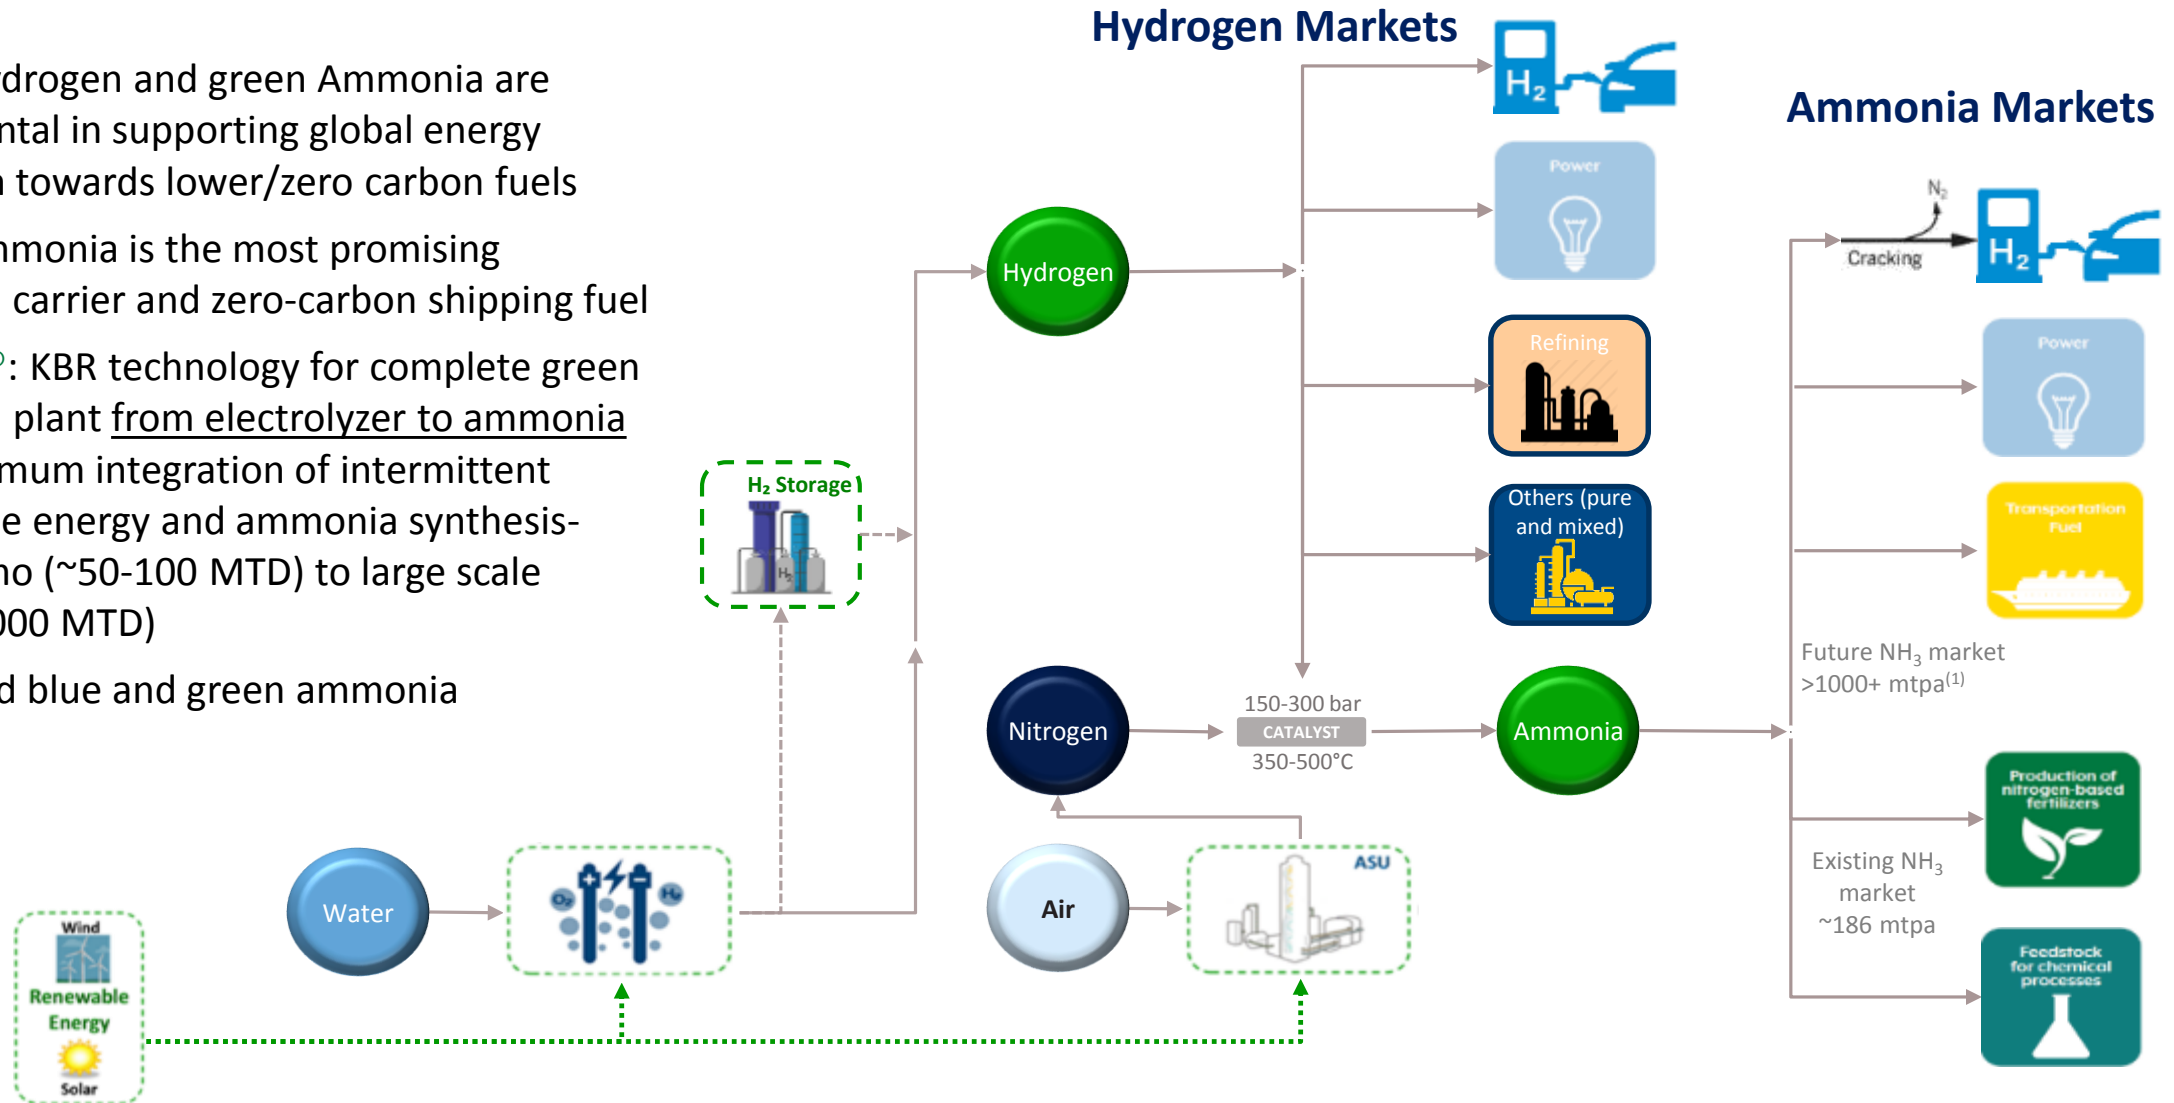 Hydrogen Markets
drogen and green Ammonia are
ntal in supporting global energy
towards lower/zero carbon fuels
monia is the most promising
carrier and zero-carbon shipping fuel
®: KBR technology for complete green
plant from electrolyzer to ammonia
mum integration of intermittent
e energy and ammonia synthesis-
no (~50-100 MTD) to large scale
000 MTD)
d blue and green ammonia
H₂
Power
Refining
Others (pure
and mixed)
Ammonia Markets
N₂
Cracking
H₂
Power
Transportation
Fuel
Future NH₃ market
>1000+ mtpa⁽¹⁾
Production of
nitrogen-based
fertilizers
Existing NH₃
market
~186 mtpa
Feedstock
for chemical
processes
Hydrogen
H₂ Storage
H₂
Nitrogen
150-300 bar
CATALYST
350-500°C
Ammonia
Water
O₂
H₂
Air
ASU
Wind
Renewable
Energy
Solar